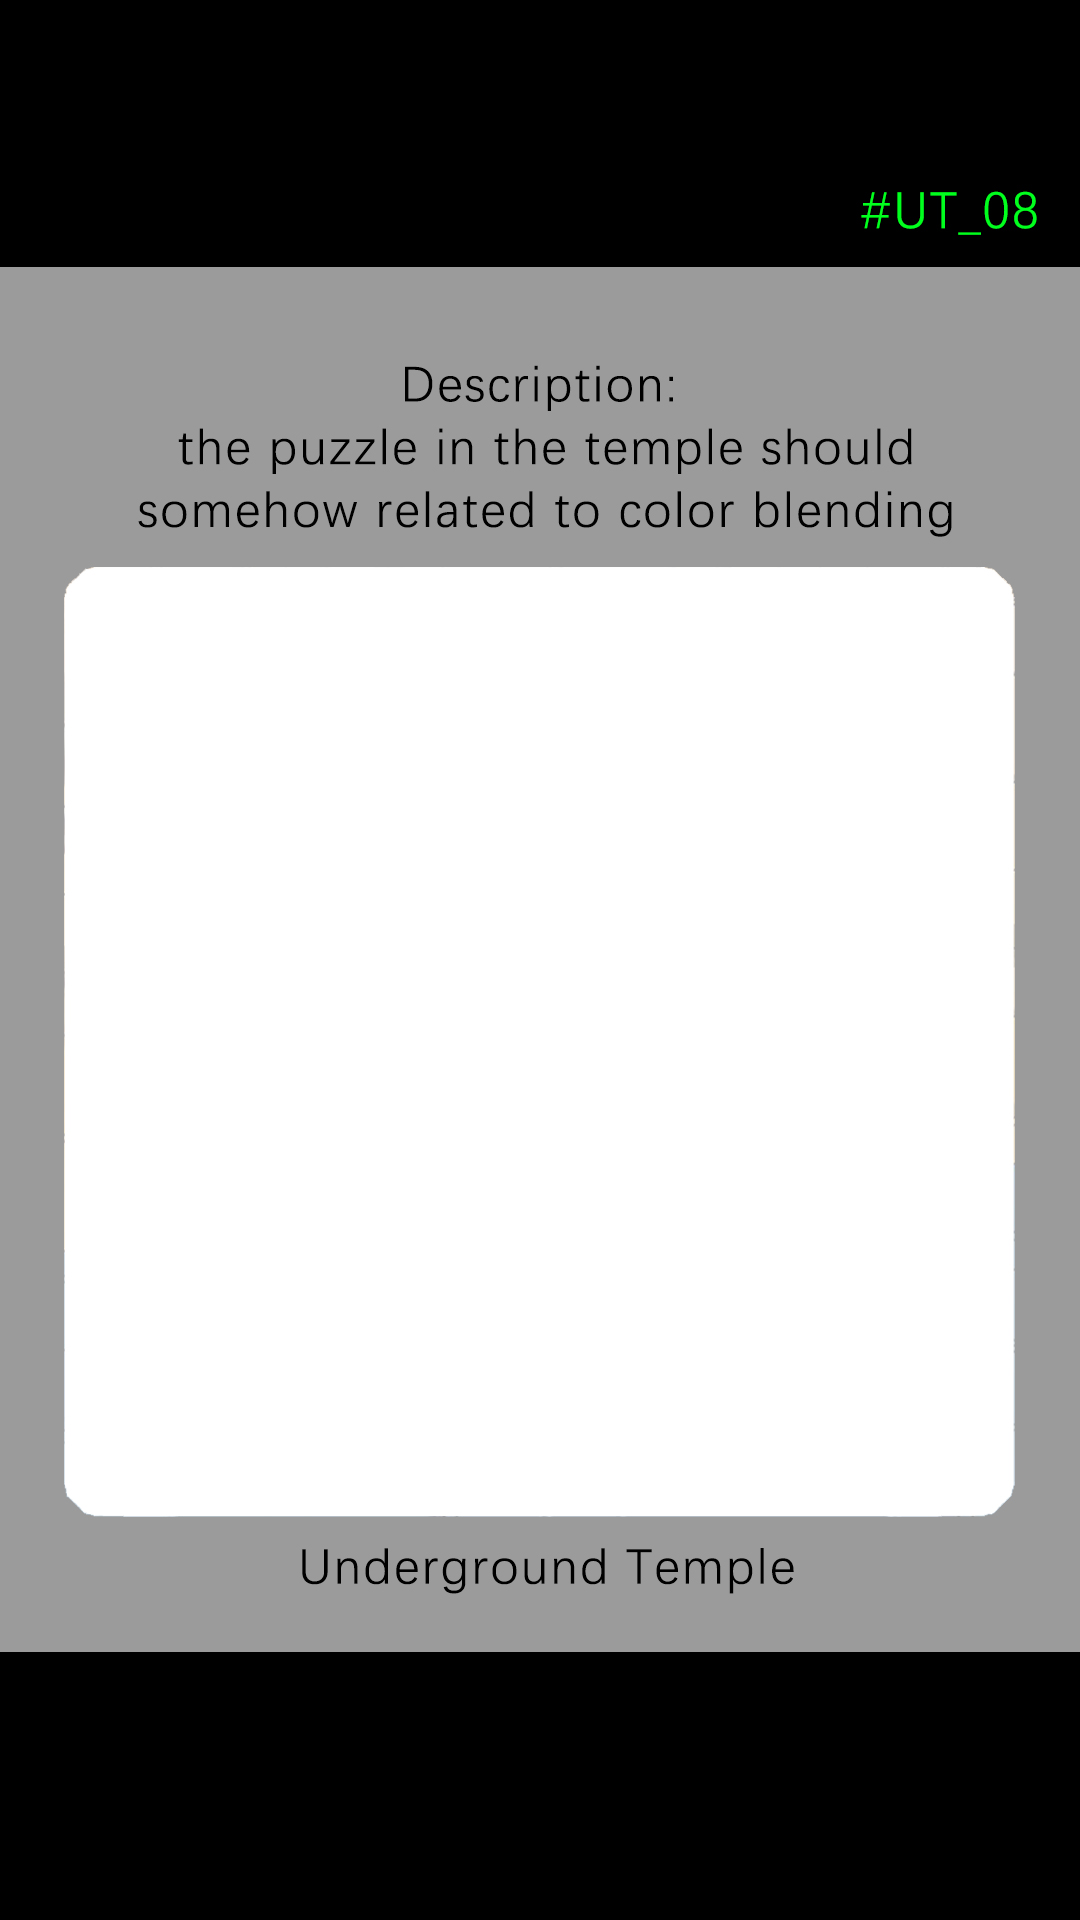 #UT_08
Description:
the puzzle in the temple should
somehow related to color blending
Underground Temple